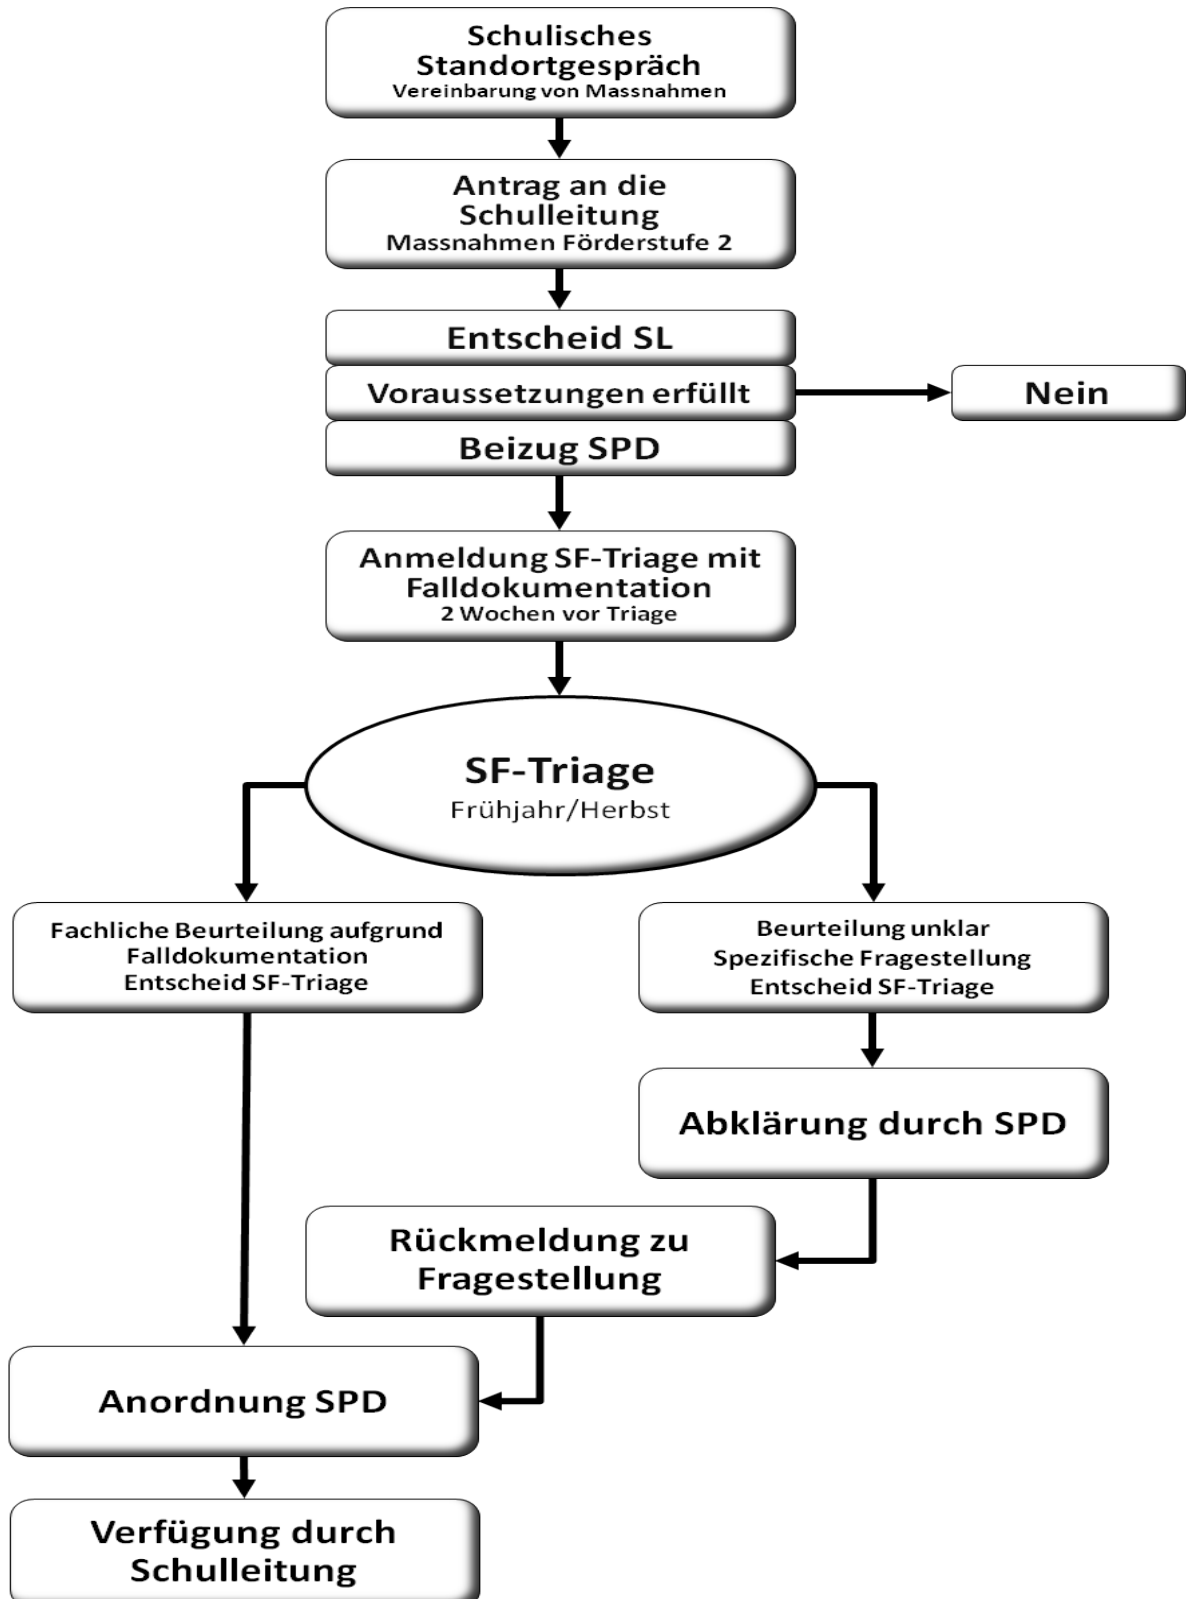 Schulisches
Standortgespräch
Vereinbarung von Massnahmen
Antrag an die
Schulleitung
Massnahmen Förderstufe 2
Entscheid SL
Voraussetzungen erfüllt
Nein
Beizug SPD
Anmeldung SF-Triage mit
Falldokumentation
2 Wochen vor Triage
SF-Triage
Frühjahr/Herbst
Fachliche Beurteilung aufgrund
Falldokumentation
Entscheid SF-Triage
Beurteilung unklar
Spezifische Fragestellung
Entscheid SF-Triage
Abklärung durch SPD
Rückmeldung zu
Fragestellung
Anordnung SPD
Verfügung durch
Schulleitung